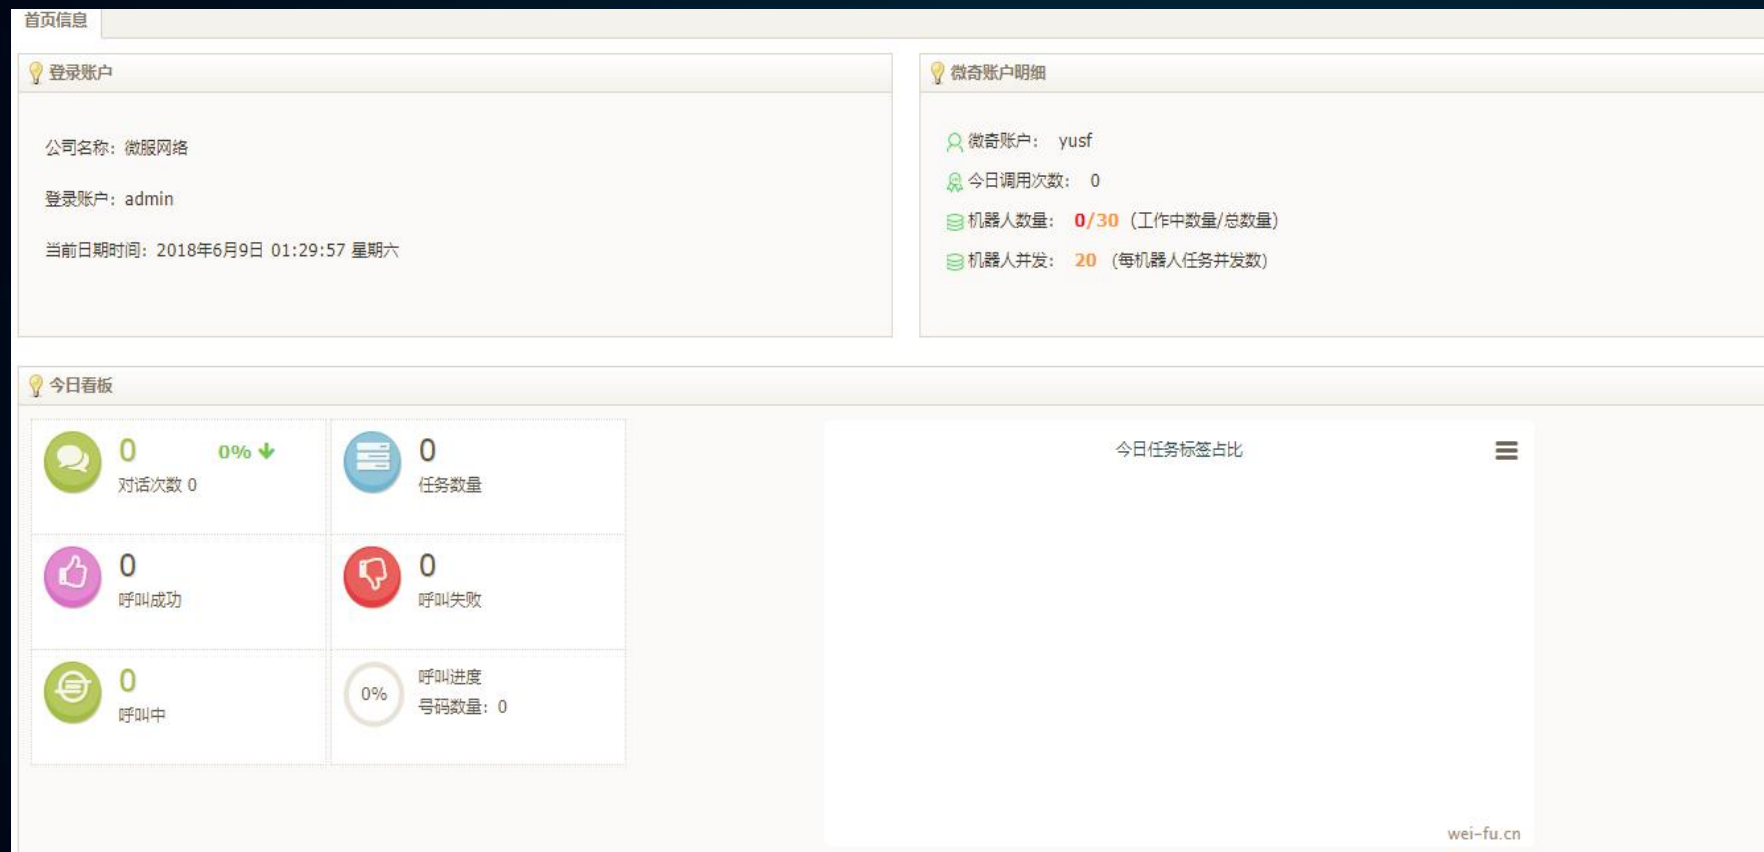 首页信息
登录账户
公司名称：微服网络
登录账户：admin
当前日期时间：2018年6月9日 01:29:57 星期六
微奇账户明细
微奇账户： yusf
今日调用次数： 0
机器人数量： 0/30 (工作中数量/总数量)
机器人并发： 20 (每机器人任务并发数)
今日看板
0 0%
对话次数 0
0
任务数量
0
呼叫成功
0
呼叫失败
0
呼叫中
0%
呼叫进度
号码数量：0
今日任务标签占比
wei-fu.cn